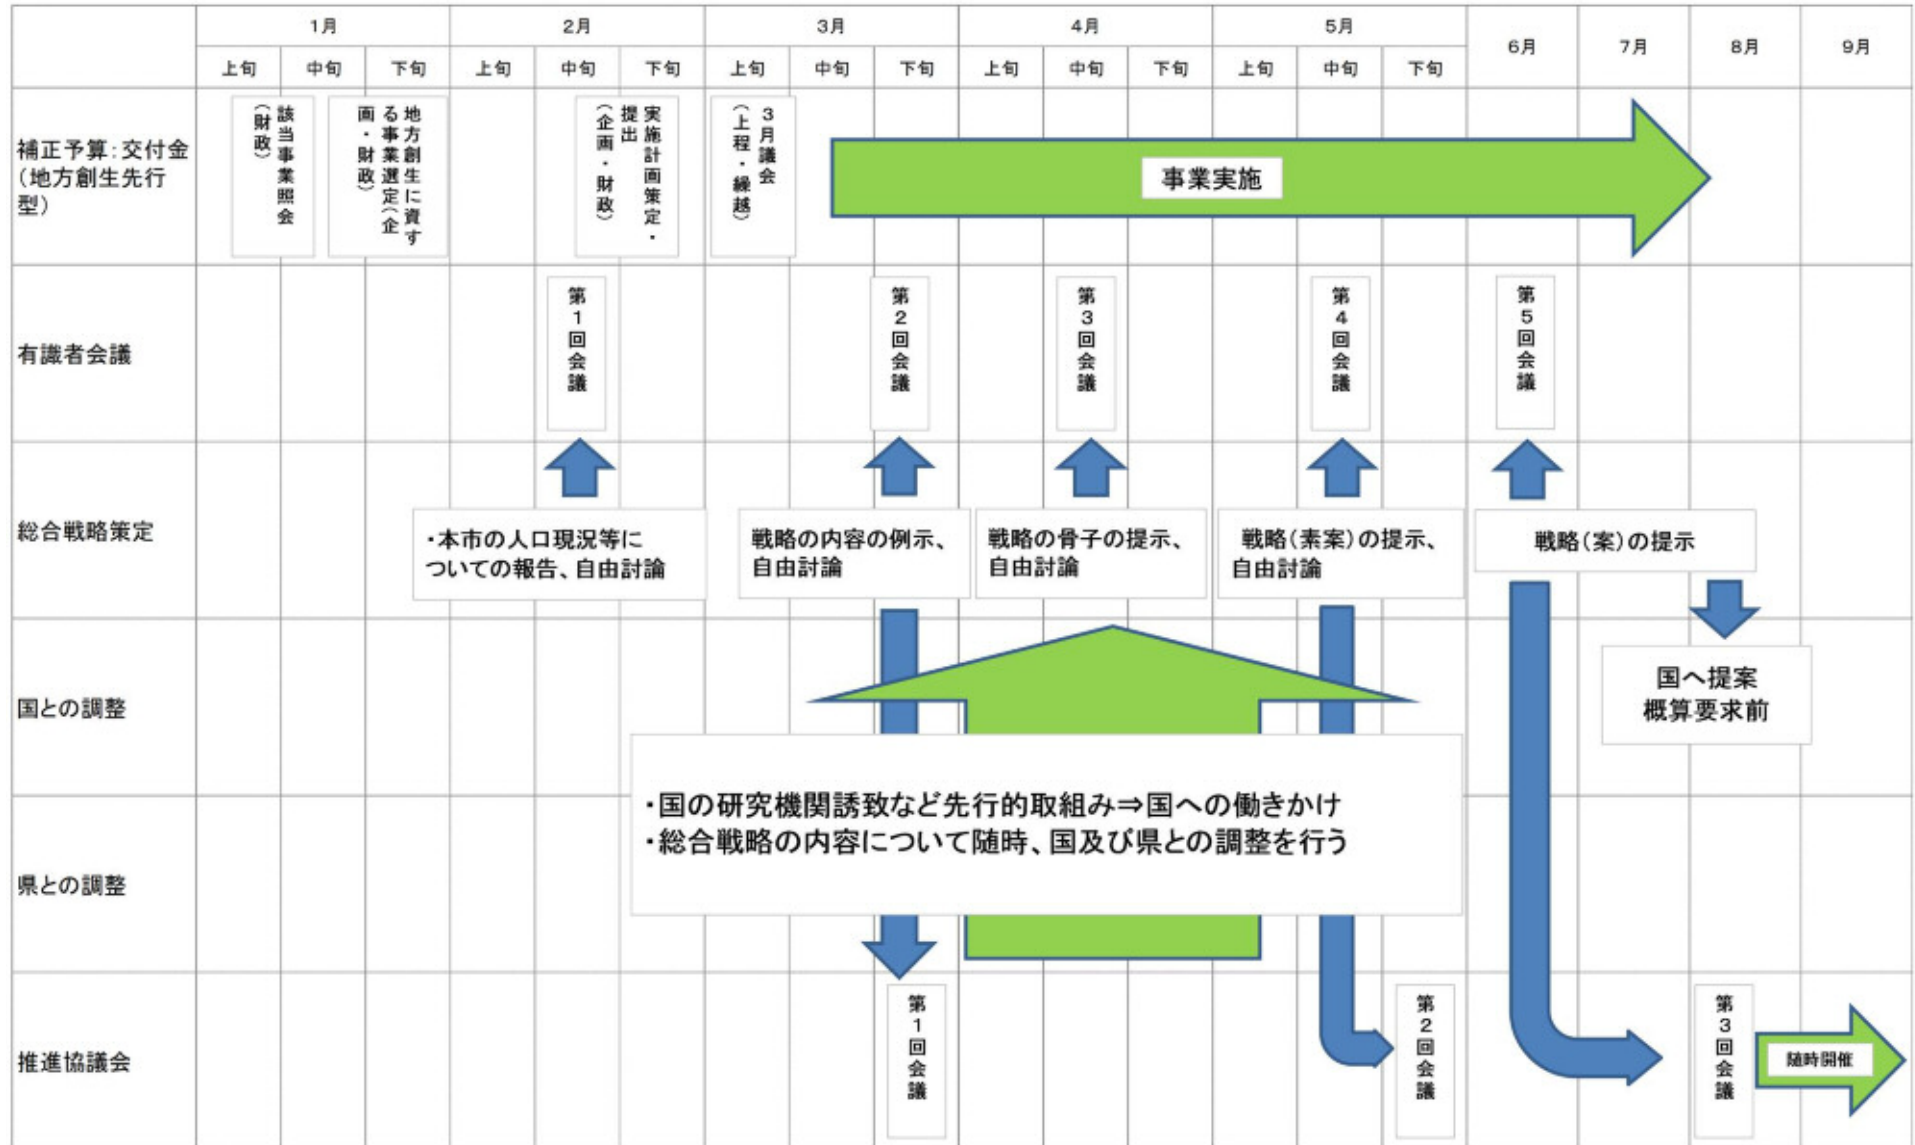 1月
2月
3月
4月
5月
6月
7月
8月
9月
上旬
中旬
下旬
上旬
中旬
下旬
上旬
中旬
下旬
上旬
中旬
下旬
上旬
中旬
下旬
補正予算：交付金
（地方創生先行
型）
該当事業照会
（財政）
地方創生に資す
る事業選定（企
画・財政）
実施計画策定・
提出
（企画・財政）
３月議会
（上程・繰越）
事業実施
有識者会議
第１回会議
第２回会議
第３回会議
第４回会議
第５回会議
総合戦略策定
・本市の人口現況等に
ついての報告、自由討論
戦略の内容の例示、
自由討論
戦略の骨子の提示、
自由討論
戦略（素案）の提示、
自由討論
戦略（案）の提示
国との調整
国へ提案
概算要求前
・国の研究機関誘致など先行的取組み⇒国への働きかけ
・総合戦略の内容について随時、国及び県との調整を行う
県との調整
推進協議会
第１回会議
第２回会議
第３回会議
随時開催